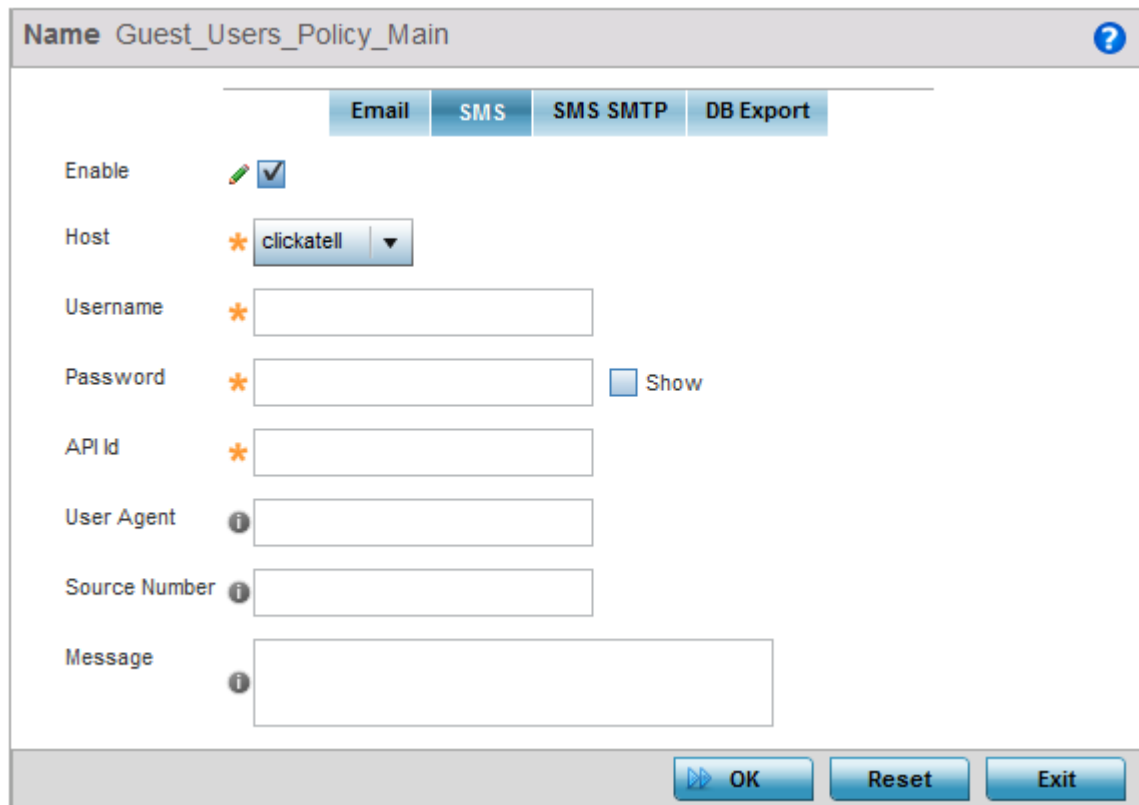 Name Guest_Users_Policy_Main ?
Email SMS SMS SMTP DB Export
Enable
Host clickatell
Username
Password Show
API Id
User Agent
Source Number
Message
OK Reset Exit